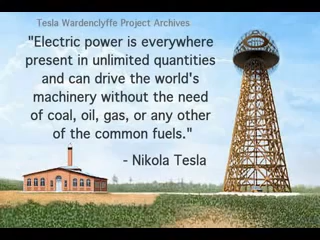 Tesla Wardenclyffe Project Archives
"Electric power is everywhere
present in unlimited quantities
and can drive the world's
machinery without the need
of coal, oil, gas, or any other
of the common fuels."
- Nikola Tesla